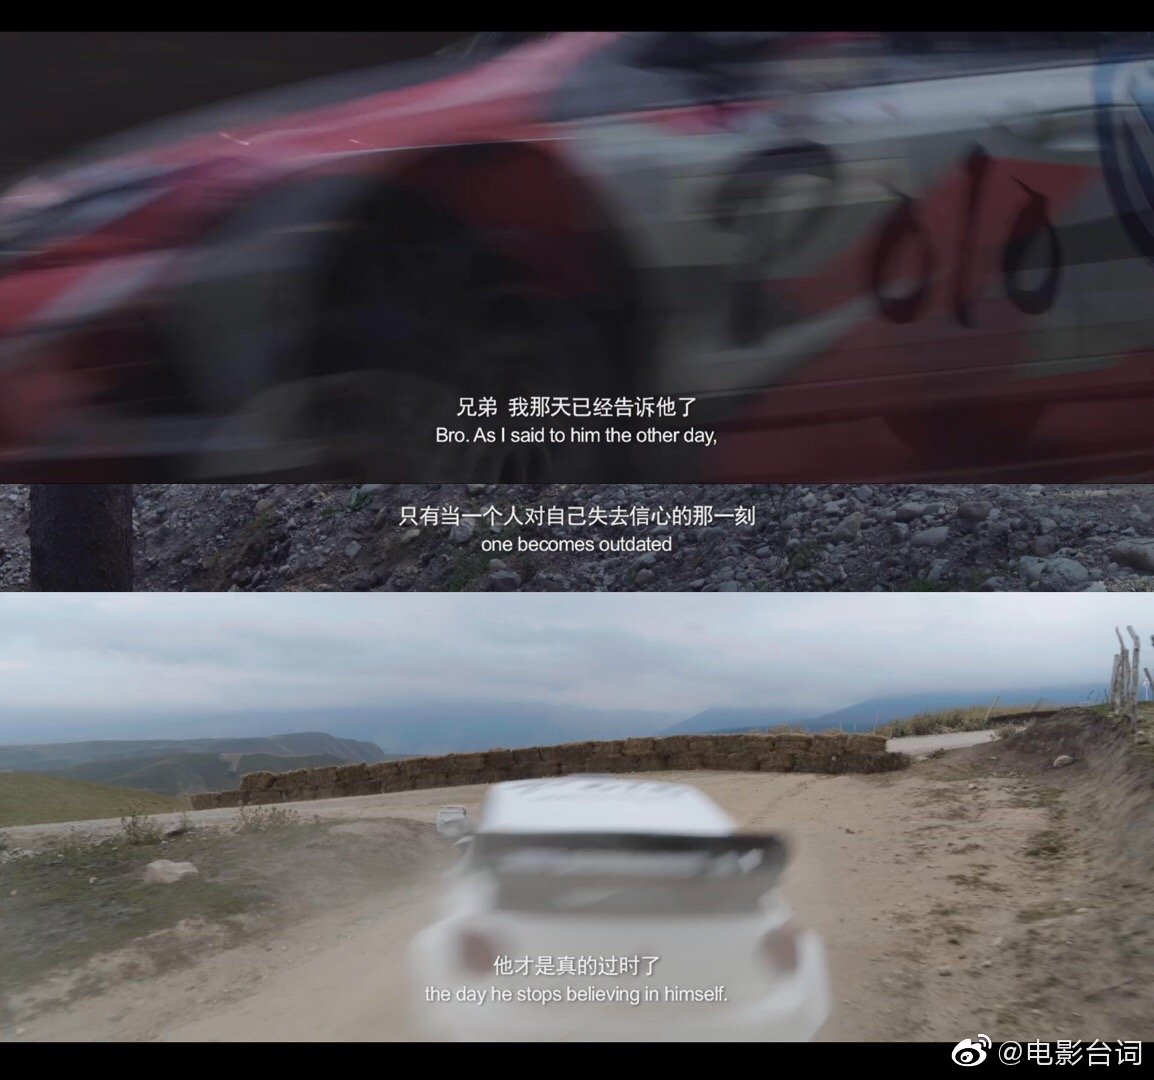 Polo
兄弟 我那天已经告诉他了
Bro. As I said to him the other day,
只有当一个人对自己失去信心的那一刻
one becomes outdated
他才是真的过时了
the day he stops believing in himself.
@电影台词